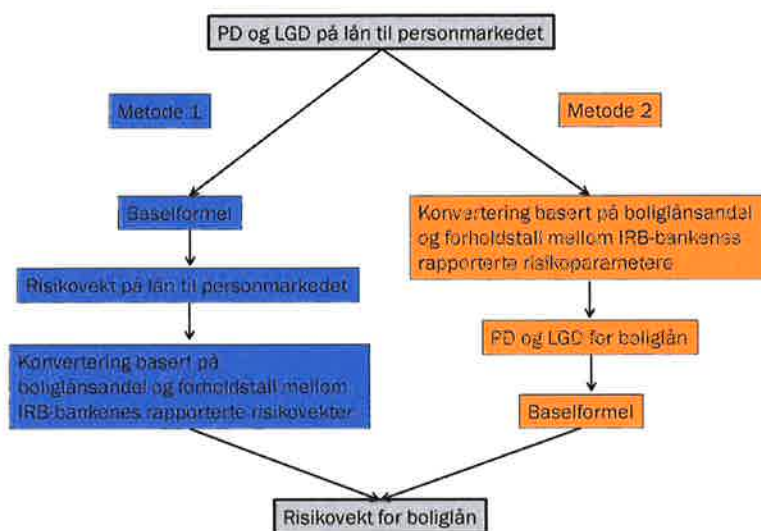 PD og LGD på lån til personmarkedet
Metode 1
Metode 2
Baselformel
Risikovekt på lån til personmarkedet
Konvertering basert på
boliglånsandel og forholdstall mellom
IRB-bankenes rapporterte risikovekter
Konvertering basert på boliglånsandel
og forholdstall mellom IRB-bankenes
rapporterte risikoparametere
PD og LGD for boliglån
Baselformel
Risikovekt for boliglån